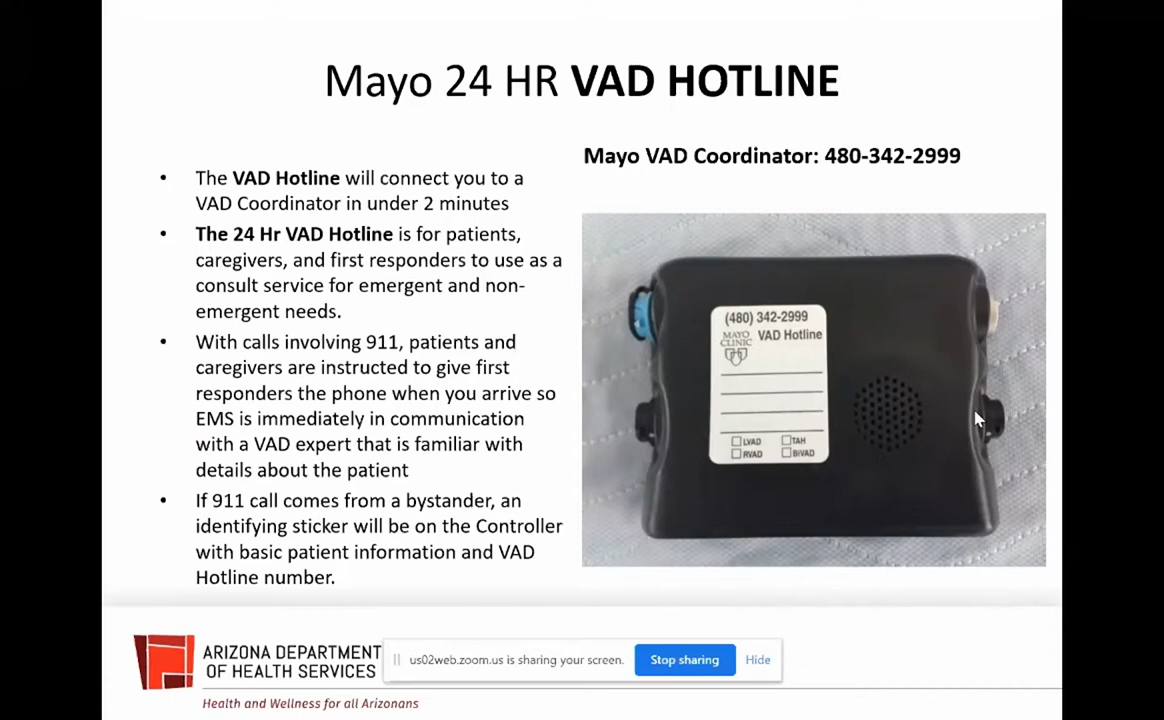 Mayo 24 HR VAD HOTLINE
Mayo VAD Coordinator: 480-342-2999
• The VAD Hotline will connect you to a
VAD Coordinator in under 2 minutes
• The 24 Hr VAD Hotline is for patients,
caregivers, and first responders to use as a
consult service for emergent and non-
emergent needs.
• With calls involving 911, patients and
caregivers are instructed to give first
responders the phone when you arrive so
EMS is immediately in communication
with a VAD expert that is familiar with
details about the patient
• If 911 call comes from a bystander, an
identifying sticker will be on the Controller
with basic patient information and VAD
Hotline number.
(480) 342-2999
MAYO
CLINIC
VAD Hotline
LVAD TAH
RVAD BiVAD
ARIZONA DEPARTMENT
OF HEALTH SERVICES
Health and Wellness for all Arizonans
us02web.zoom.us is sharing your screen.
Stop sharing
Hide